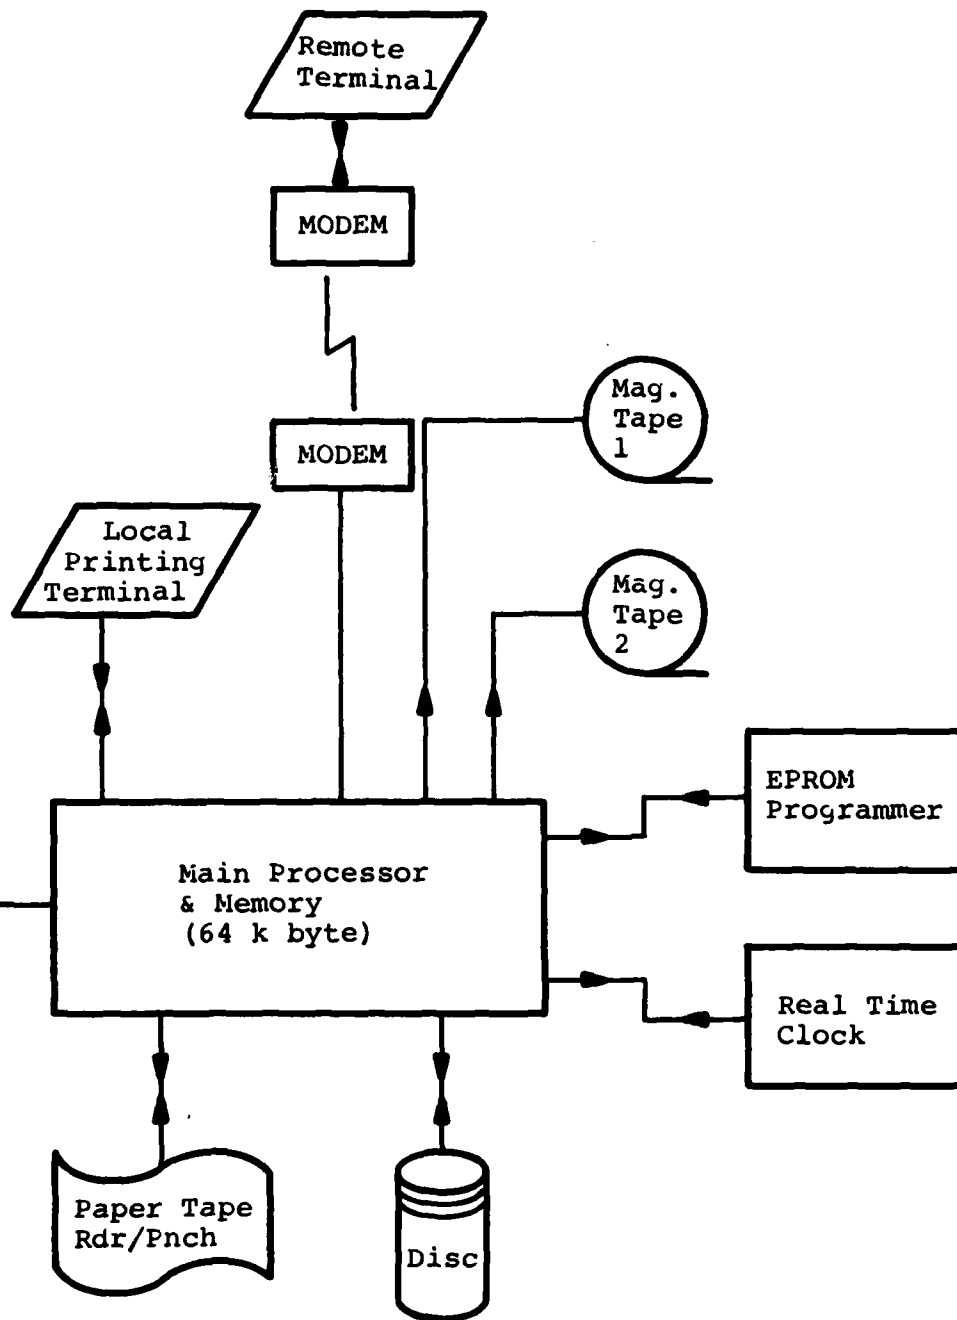 Remote
Terminal
MODEM
Mag.
Tape
1
MODEM
Local
Printing
Terminal
Mag.
Tape
2
EPROM
Programmer
Main Processor
& Memory
(64 k byte)
Real Time
Clock
Paper Tape
Rdr/Pnch
Disc